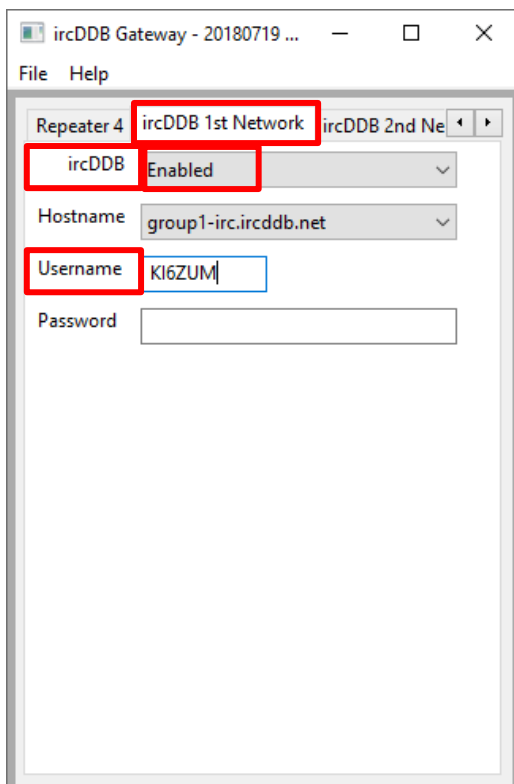 ircDDB Gateway - 20180719 ...
File Help
Repeater 4 ircDDB 1st Network ircDDB 2nd Ne
ircDDB Enabled
Hostname group1-irc.ircddb.net
Username KI6ZUM
Password